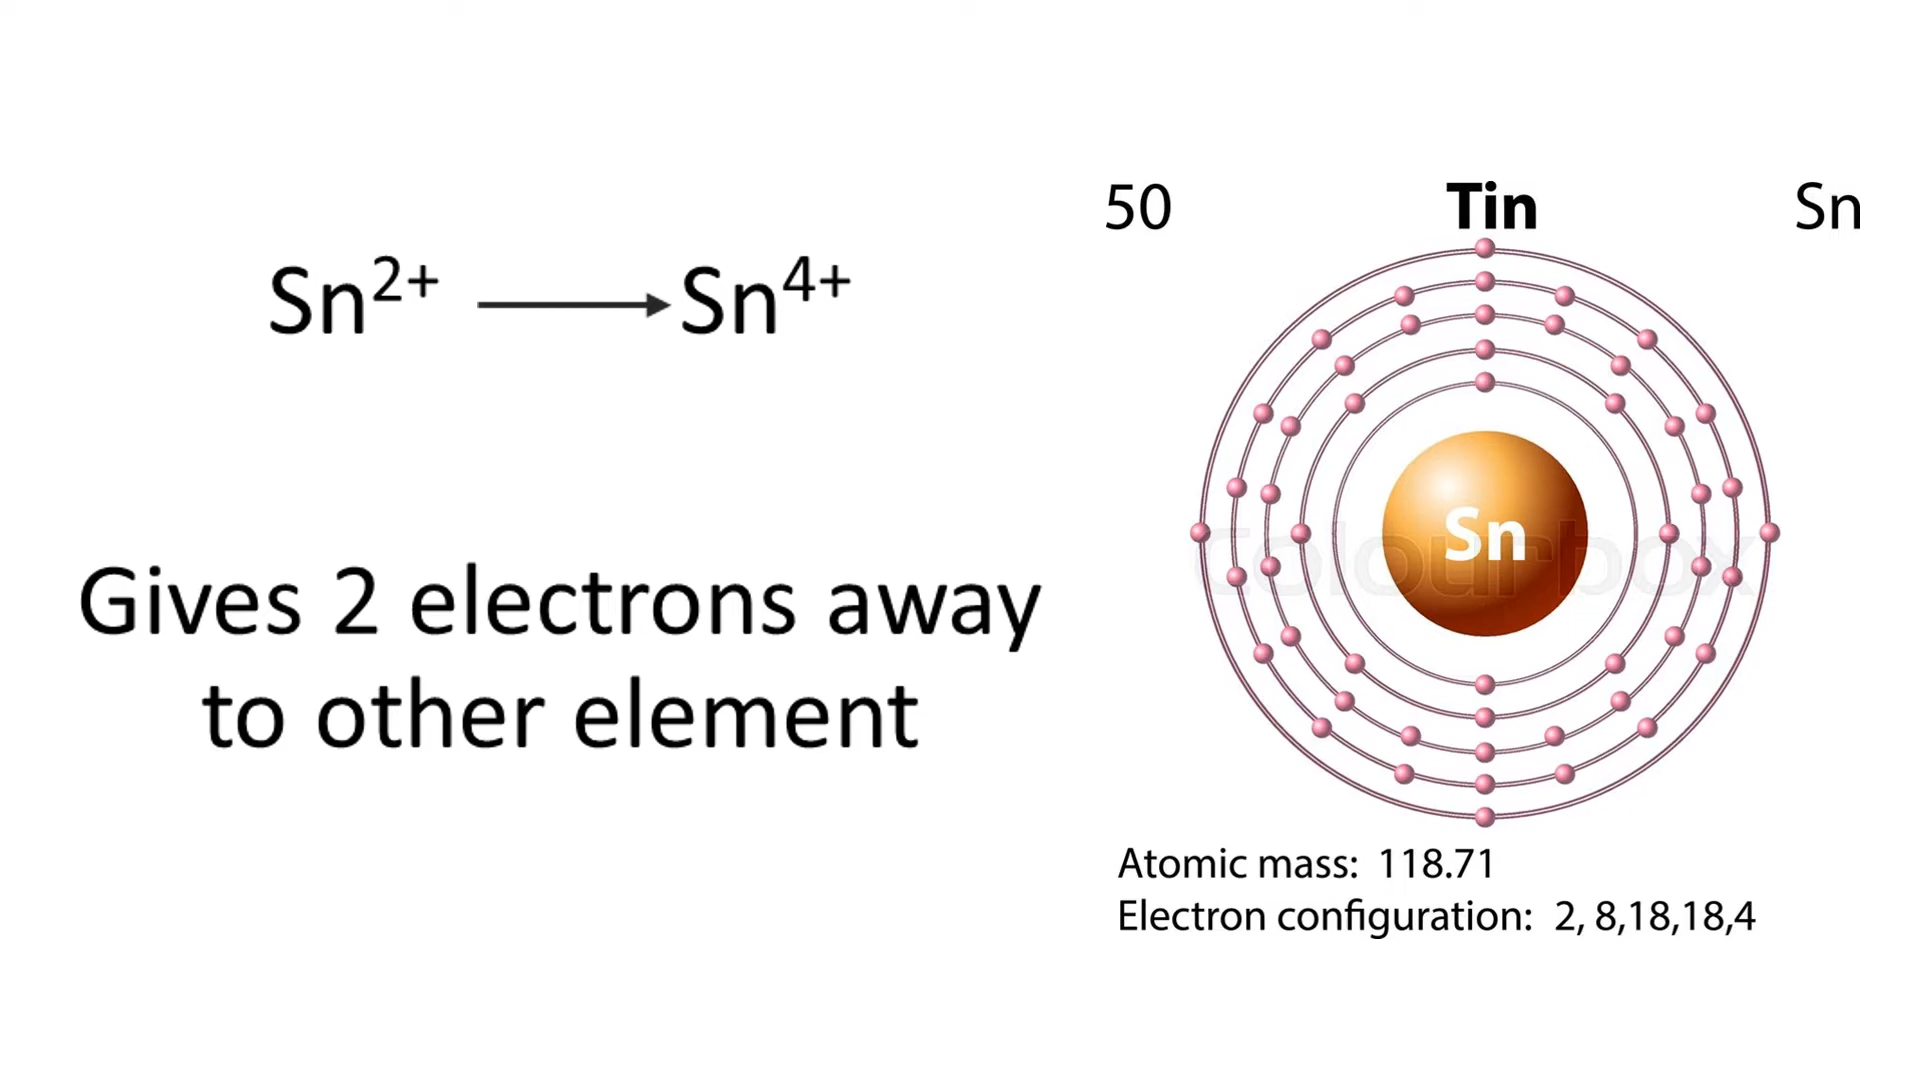 50 Tin Sn
Sn²⁺ ⟶ Sn⁴⁺
Gives 2 electrons away
to other element
Sn
colourbox
Atomic mass: 118.71
Electron configuration: 2, 8,18,18,4